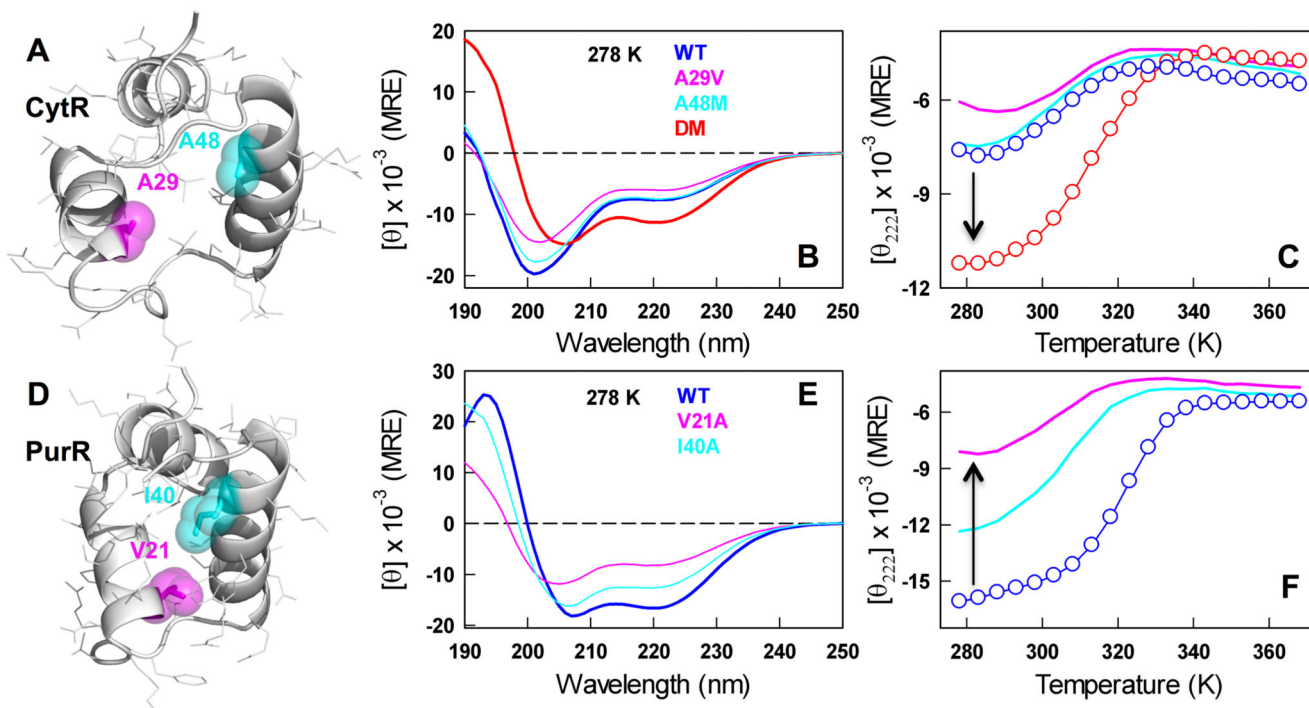 A
CytR
A48
A29
20
10
0
-10
-20
[θ] x 10⁻³ (MRE)
278 K
WT
A29V
A48M
DM
B
190 200 210 220 230 240 250
Wavelength (nm)
-6
-9
-12
[θ₂₂₂] x 10⁻³ (MRE)
C
280 300 320 340 360
Temperature (K)
D
PurR
I40
V21
30
20
10
0
-10
-20
[θ] x 10⁻³ (MRE)
278 K
WT
V21A
I40A
E
190 200 210 220 230 240 250
Wavelength (nm)
-6
-9
-12
-15
[θ₂₂₂] x 10⁻³ (MRE)
F
280 300 320 340 360
Temperature (K)